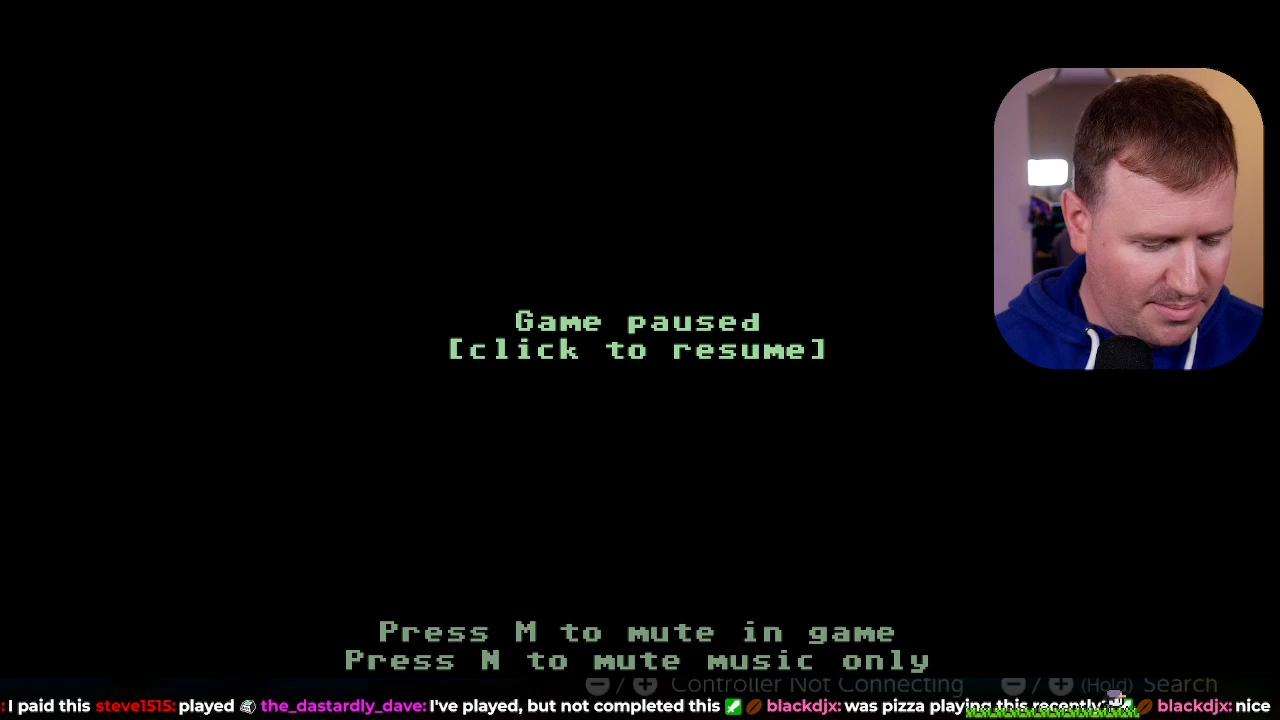 Game paused
[click to resume]
Press M to mute in game
Press N to mute music only
/ Controller Not Connecting / (Hold) Search
: I paid this steve1515: played the_dastardly_dave: I've played, but not completed this blackdjx: was pizza playing this recently blackdjx: nice